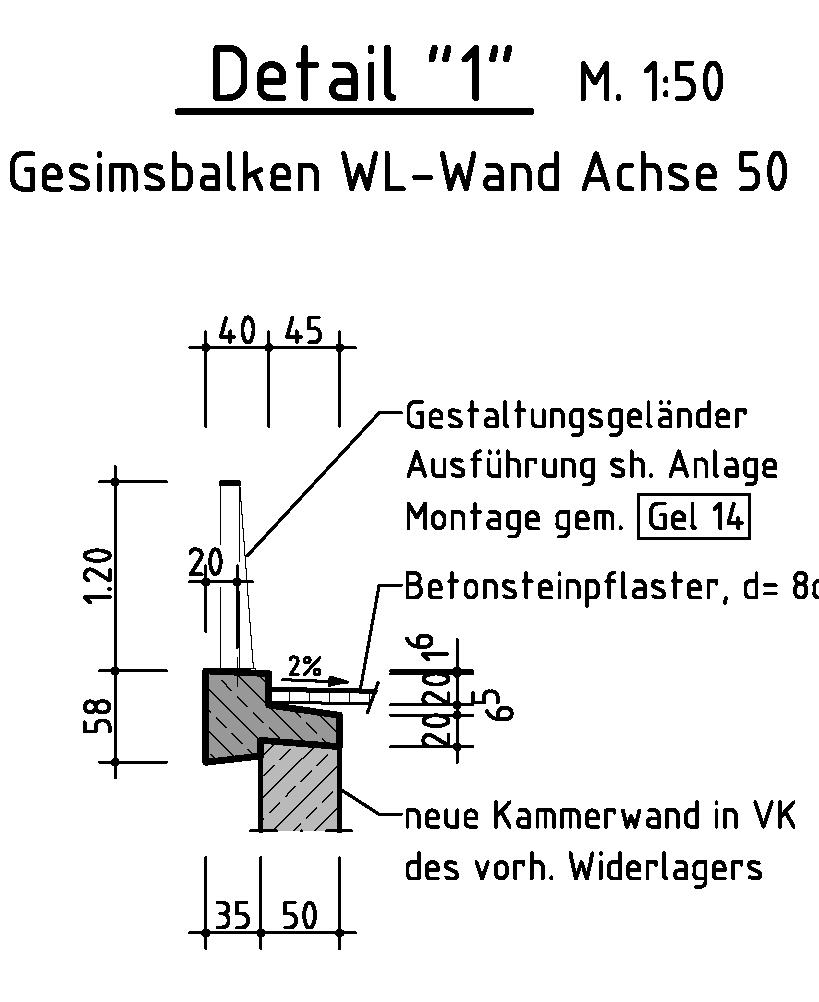 Detail "1" M. 1:50
Gesimsbalken WL-Wand Achse 50
40 45
Gestaltungsgeländer
Ausführung sh. Anlage
Montage gem. Gel 14
20
1.20
Betonsteinpflaster, d= 8c
2%
1⁶
20
6⁵
20
58
neue Kammerwand in VK
des vorh. Widerlagers
35 50